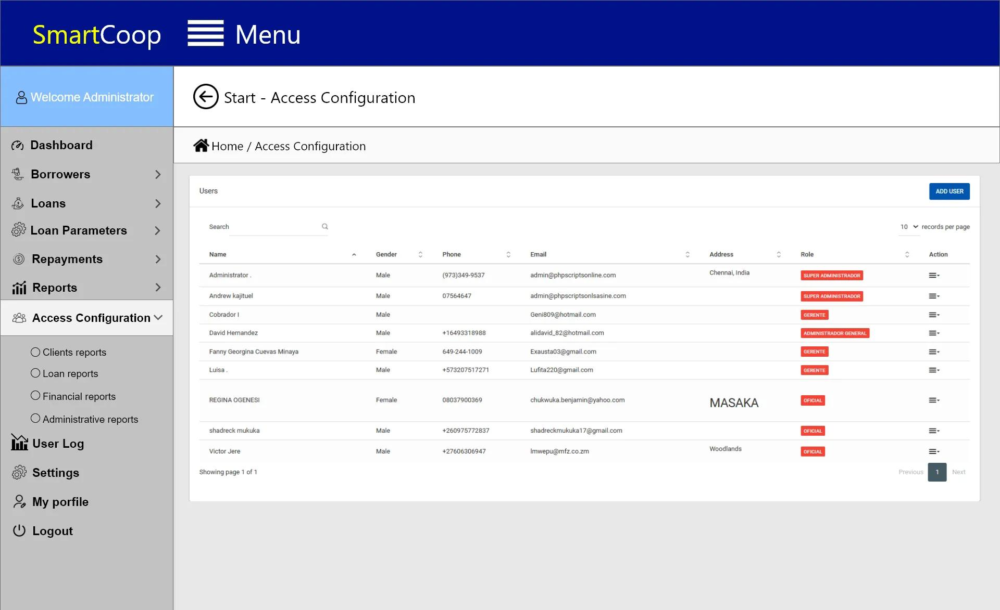 SmartCoop Menu
Welcome Administrator
Start - Access Configuration
Home / Access Configuration
Dashboard
Borrowers
Loans
Loan Parameters
Repayments
Reports
Access Configuration
Clients reports
Loan reports
Financial reports
Administrative reports
User Log
Settings
My porfile
Logout
Users ADD USER
Search 10 records per page
Name Gender Phone Email Address Role Action
Administrator . Male (973)349-9537 admin@phpscriptsonline.com Chennai, India SUPER ADMINISTRADOR
Andrew kajituel Male 07564647 admin@phpscriptsonlsasine.com SUPER ADMINISTRADOR
Cobrador I Male Geni809@hotmail.com GERENTE
David Hernandez Male +16493318988 alidavid_82@hotmail.com ADMINISTRADOR GENERAL
Fanny Georgina Cuevas Minaya Female 649-244-1009 Exausta03@gmail.com GERENTE
Luisa . Male +573207517271 Lufita220@gmail.com GERENTE
REGINA OGENESI Female 08037900369 chukwuka.benjamin@yahoo.com MASAKA OFICIAL
shadreck mukuka Male +260975772837 shadreckmukuka17@gmail.com OFICIAL
Victor Jere Male +27606306947 lmwepu@mfz.co.zm Woodlands OFICIAL
Showing page 1 of 1 Previous 1 Next